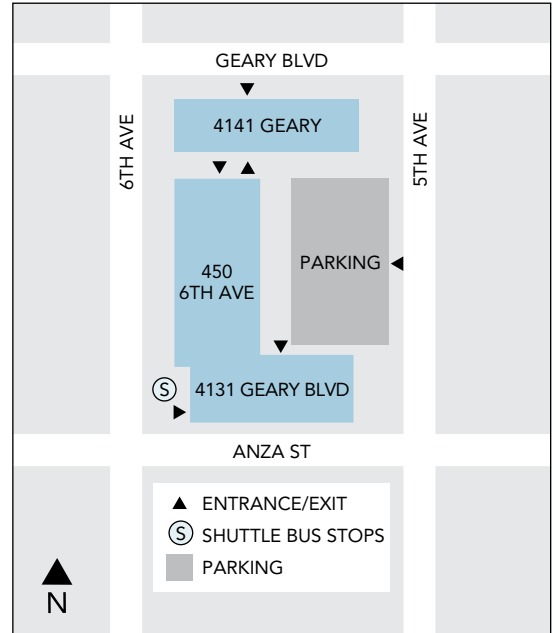 GEARY BLVD
4141 GEARY
6TH AVE
5TH AVE
450
6TH AVE
PARKING
S
4131 GEARY BLVD
ANZA ST
ENTRANCE/EXIT
S SHUTTLE BUS STOPS
PARKING
N